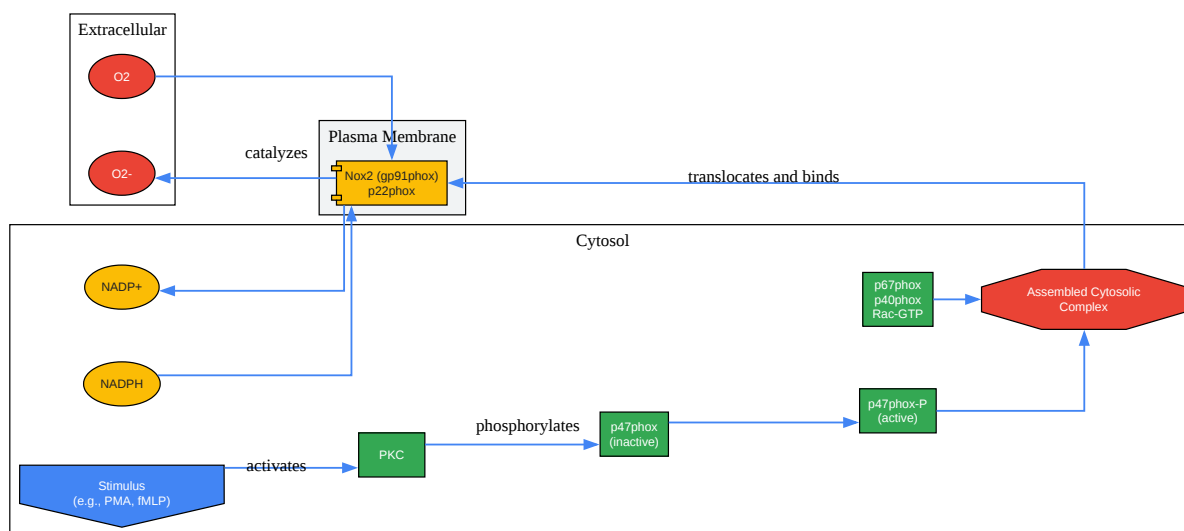 Extracellular
O2
Plasma Membrane
catalyzes
O2-
Nox2 (gp91phox)
p22phox
translocates and binds
Cytosol
NADP+
p67phox
p40phox
Rac-GTP
Assembled Cytosolic
Complex
NADPH
p47phox-P
(active)
phosphorylates
p47phox
(inactive)
PKC
activates
Stimulus
(e.g., PMA, fMLP)